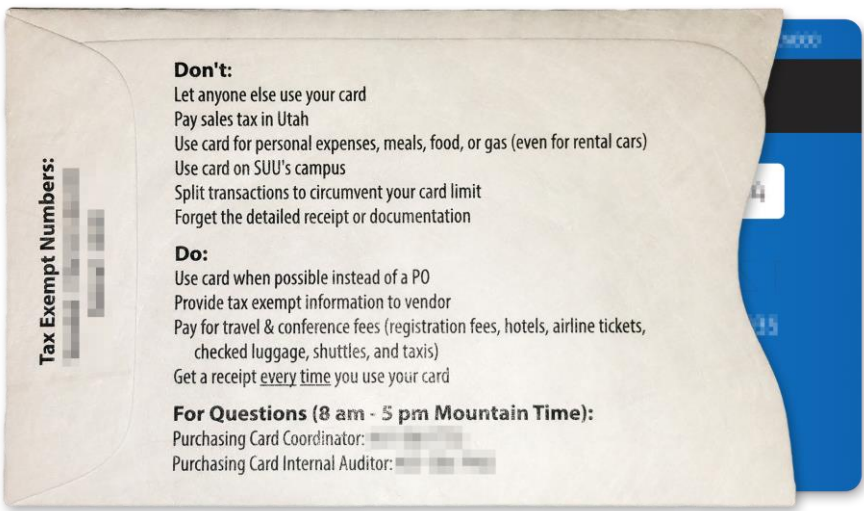 Don't:
Let anyone else use your card
Pay sales tax in Utah
Use card for personal expenses, meals, food, or gas (even for rental cars)
Use card on SUU's campus
Split transactions to circumvent your card limit
Forget the detailed receipt or documentation
Do:
Use card when possible instead of a PO
Provide tax exempt information to vendor
Pay for travel & conference fees (registration fees, hotels, airline tickets,
checked luggage, shuttles, and taxis)
Get a receipt every time you use your card
For Questions (8 am - 5 pm Mountain Time):
Purchasing Card Coordinator:
Purchasing Card Internal Auditor:
Tax Exempt Numbers: